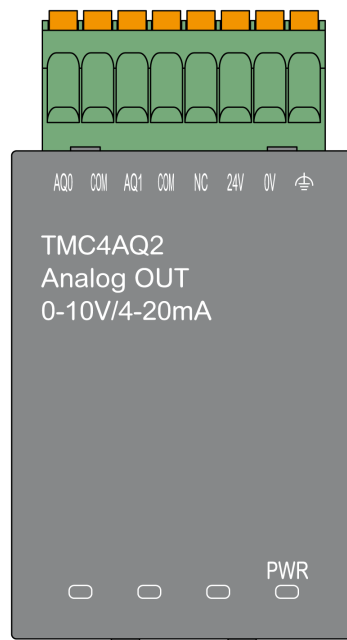 AQ0 COM AQ1 COM NC 24V 0V
TMC4AQ2
Analog OUT
0-10V/4-20mA
PWR